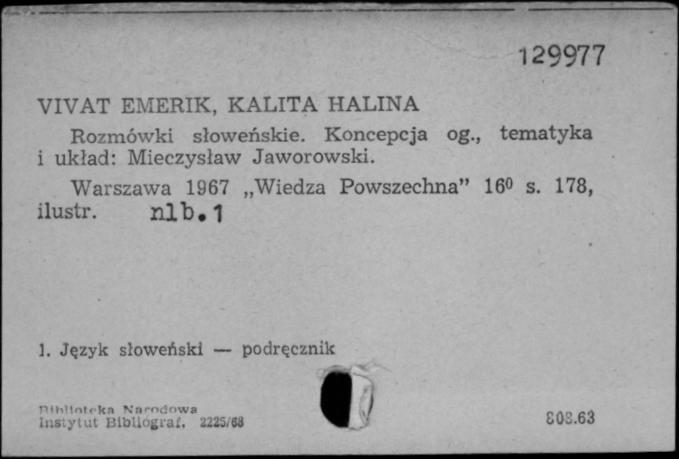 129977
VIVAT EMERIK, KALITA HALINA
Rozmówki słoweńskie. Koncepcja og., tematyka
i układ: Mieczysław Jaworowski.
Warszawa 1967 „Wiedza Powszechna” 16⁰ s. 178,
ilustr. nlb.1
1. Język słoweński — podręcznik
Biblioteka Narodowa
Instytut Bibliograf. 2225/68
808.63